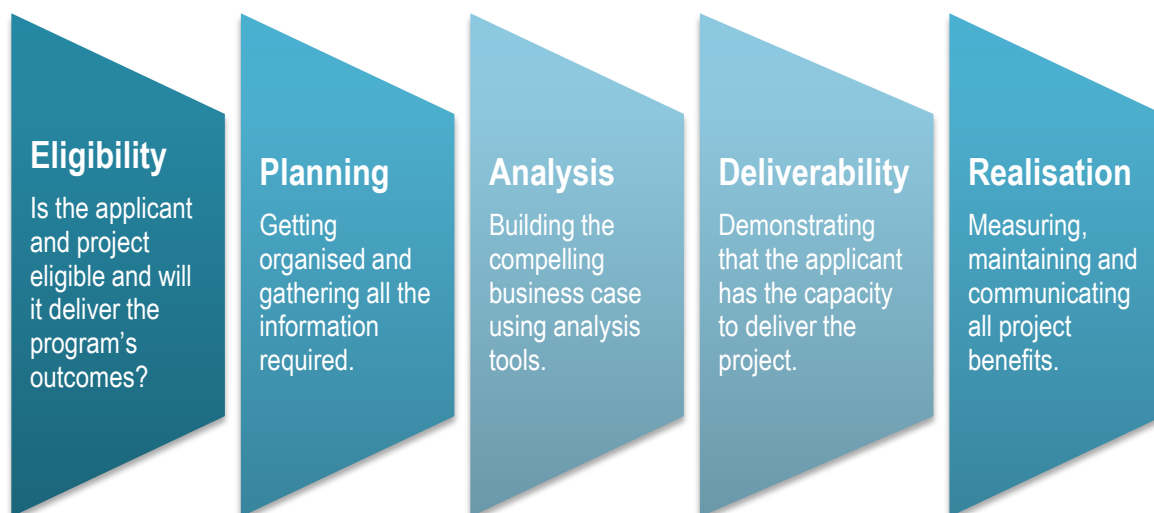 Eligibility
Is the applicant
and project
eligible and will
it deliver the
program’s
outcomes?
Planning
Getting
organised and
gathering all the
information
required.
Analysis
Building the
compelling
business case
using analysis
tools.
Deliverability
Demonstrating
that the applicant
has the capacity
to deliver the
project.
Realisation
Measuring,
maintaining and
communicating
all project
benefits.